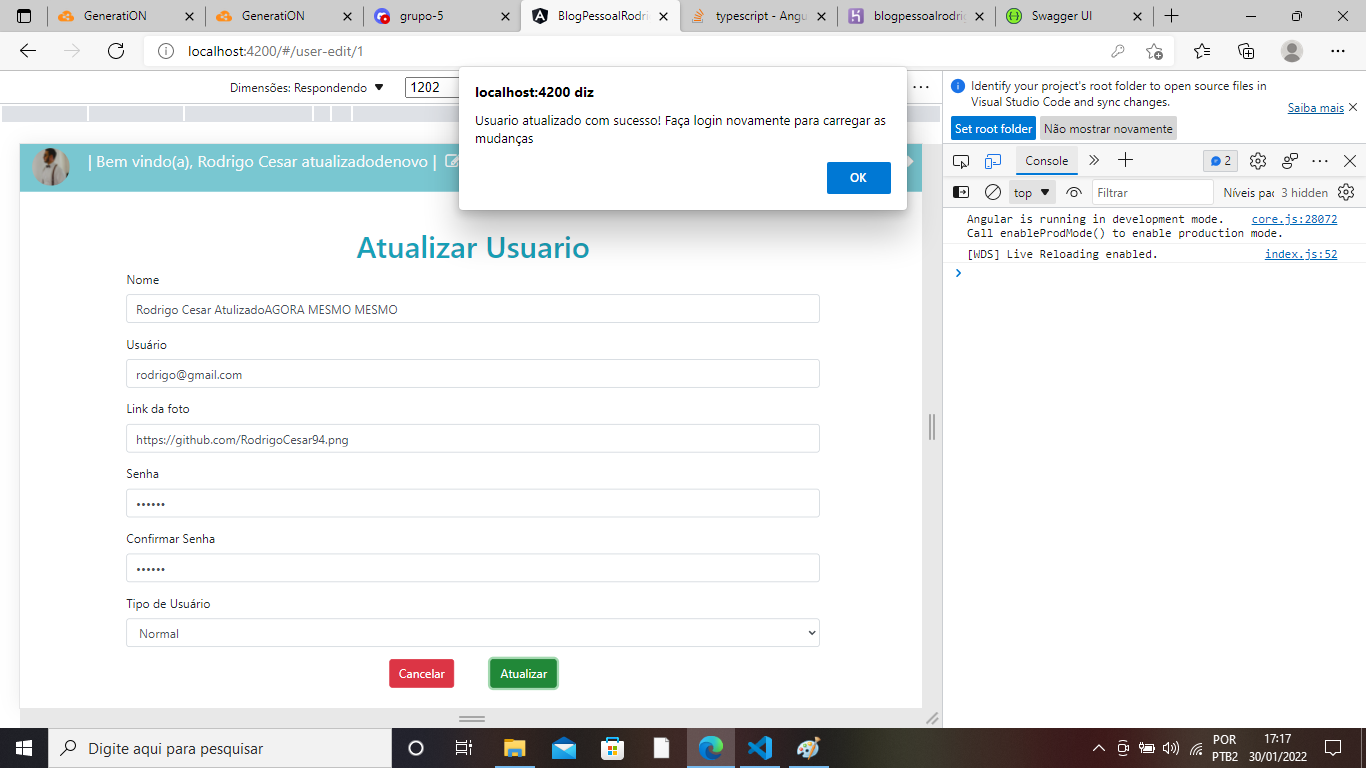 GeneratiON
GeneratiON
grupo-5
BlogPessoalRodri
typescript - Angu
blogpessoalrodri
Swagger UI
localhost:4200/#/user-edit/1
Dimensões: Respondendo
1202
localhost:4200 diz
Usuario atualizado com sucesso! Faça login novamente para carregar as
mudanças
OK
| Bem vindo(a), Rodrigo Cesar atualizadodenovo |
Atualizar Usuario
Nome
Rodrigo Cesar AtulizadoAGORA MESMO MESMO
Usuário
rodrigo@gmail.com
Link da foto
https://github.com/RodrigoCesar94.png
Senha
••••••
Confirmar Senha
••••••
Tipo de Usuário
Normal
Cancelar
Atualizar
Identify your project's root folder to open source files in
Visual Studio Code and sync changes.
Saiba mais
Set root folder
Não mostrar novamente
Console
2
top
Filtrar
Níveis pac
3 hidden
Angular is running in development mode. core.js:28072
Call enableProdMode() to enable production mode.
[WDS] Live Reloading enabled. index.js:52
Digite aqui para pesquisar
POR
PTB2
17:17
30/01/2022